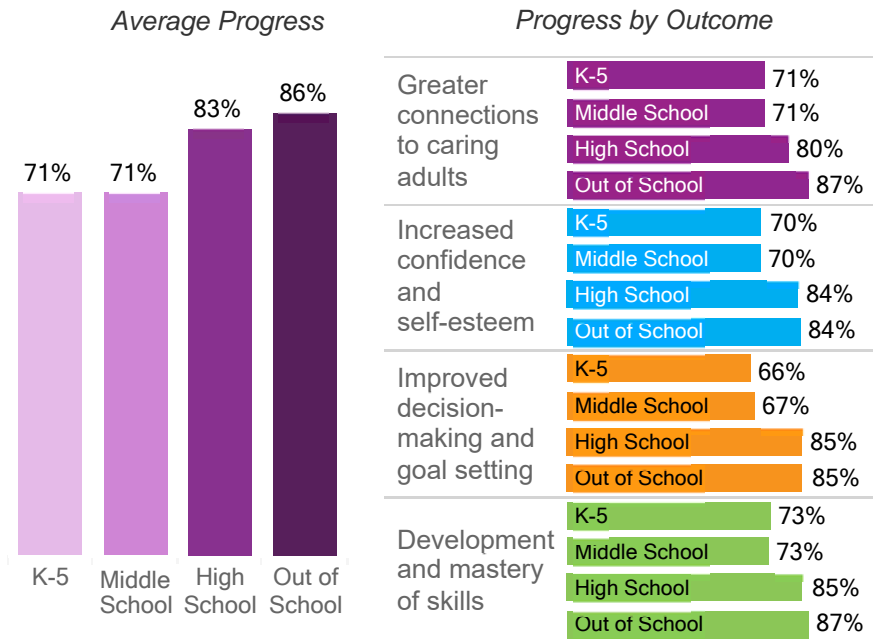 Average Progress
71%
71%
83%
86%
K-5
Middle
School
High
School
Out of
School
Progress by Outcome
Greater
connections
to caring
adults
K-5 71%
Middle School 71%
High School 80%
Out of School 87%
Increased
confidence
and
self-esteem
K-5 70%
Middle School 70%
High School 84%
Out of School 84%
Improved
decision-
making and
goal setting
K-5 66%
Middle School 67%
High School 85%
Out of School 85%
Development
and mastery
of skills
K-5 73%
Middle School 73%
High School 85%
Out of School 87%